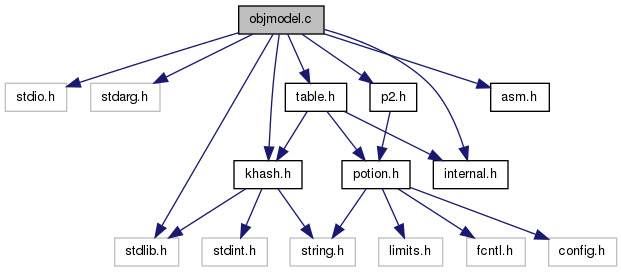 objmodel.c
stdio.h
stdarg.h
table.h
p2.h
asm.h
khash.h
potion.h
internal.h
stdlib.h
stdint.h
string.h
limits.h
fcntl.h
config.h